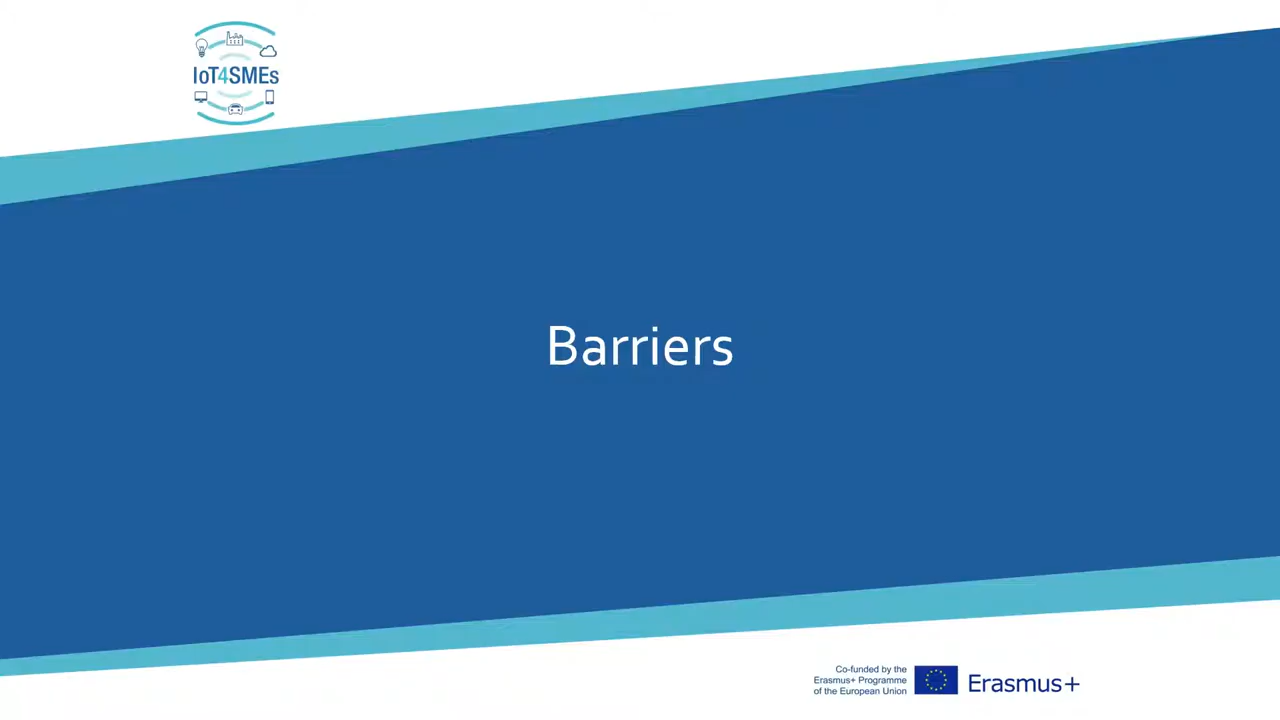 IoT4SMEs
Barriers
Co-funded by the
Erasmus+ Programme
of the European Union
Erasmus+